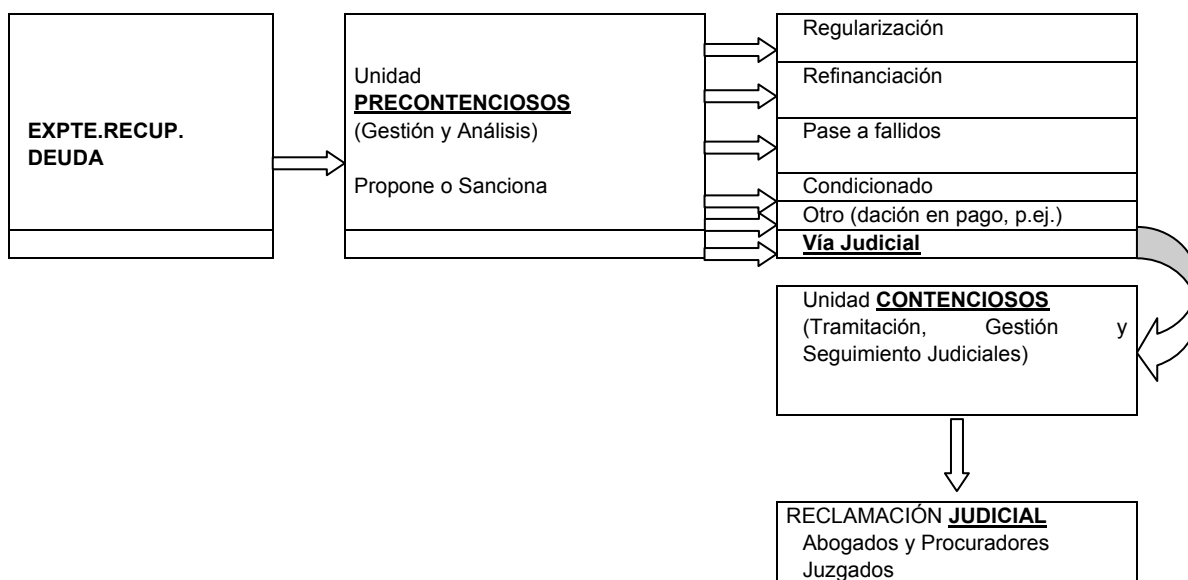 EXPTE.RECUP.
DEUDA
Unidad
PRECONTENCIOSOS
(Gestión y Análisis)
Propone o Sanciona
Regularización
Refinanciación
Pase a fallidos
Condicionado
Otro (dación en pago, p.ej.)
Vía Judicial
Unidad CONTENCIOSOS
(Tramitación, Gestión y
Seguimiento Judiciales)
RECLAMACIÓN JUDICIAL
Abogados y Procuradores
Juzgados